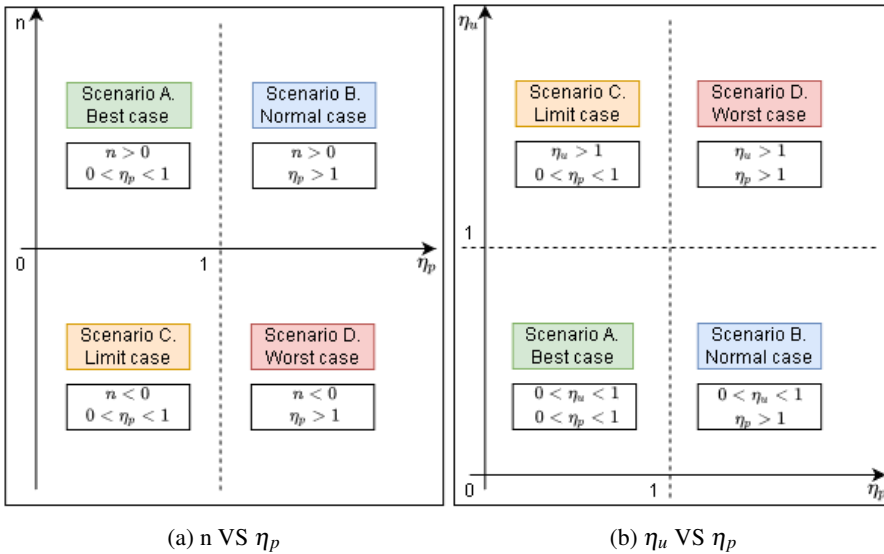 n
Scenario A.
Best case
n > 0
0 < η_p < 1
Scenario B.
Normal case
n > 0
η_p > 1
0
1
η_p
Scenario C.
Limit case
n < 0
0 < η_p < 1
Scenario D.
Worst case
n < 0
η_p > 1
(a) n VS η_p
η_u
Scenario C.
Limit case
η_u > 1
0 < η_p < 1
Scenario D.
Worst case
η_u > 1
η_p > 1
1
Scenario A.
Best case
0 < η_u < 1
0 < η_p < 1
Scenario B.
Normal case
0 < η_u < 1
η_p > 1
0
1
η_p
(b) η_u VS η_p